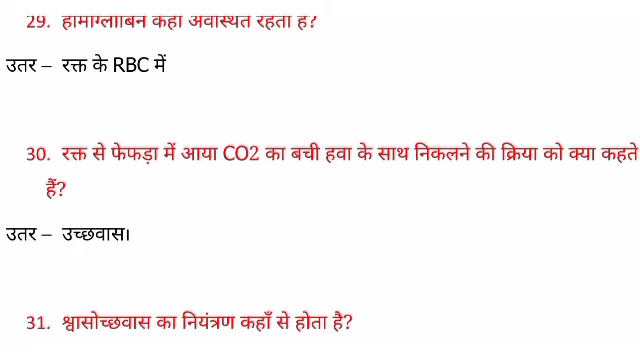 29. हीमोग्लोबिन कहाँ अवस्थित रहता है?
उतर – रक्त के RBC में
30. रक्त से फेफड़ा में आया CO2 का बची हवा के साथ निकलने की क्रिया को क्या कहते
हैं?
उतर – उच्छवास।
31. श्वासोच्छवास का नियंत्रण कहाँ से होता है?